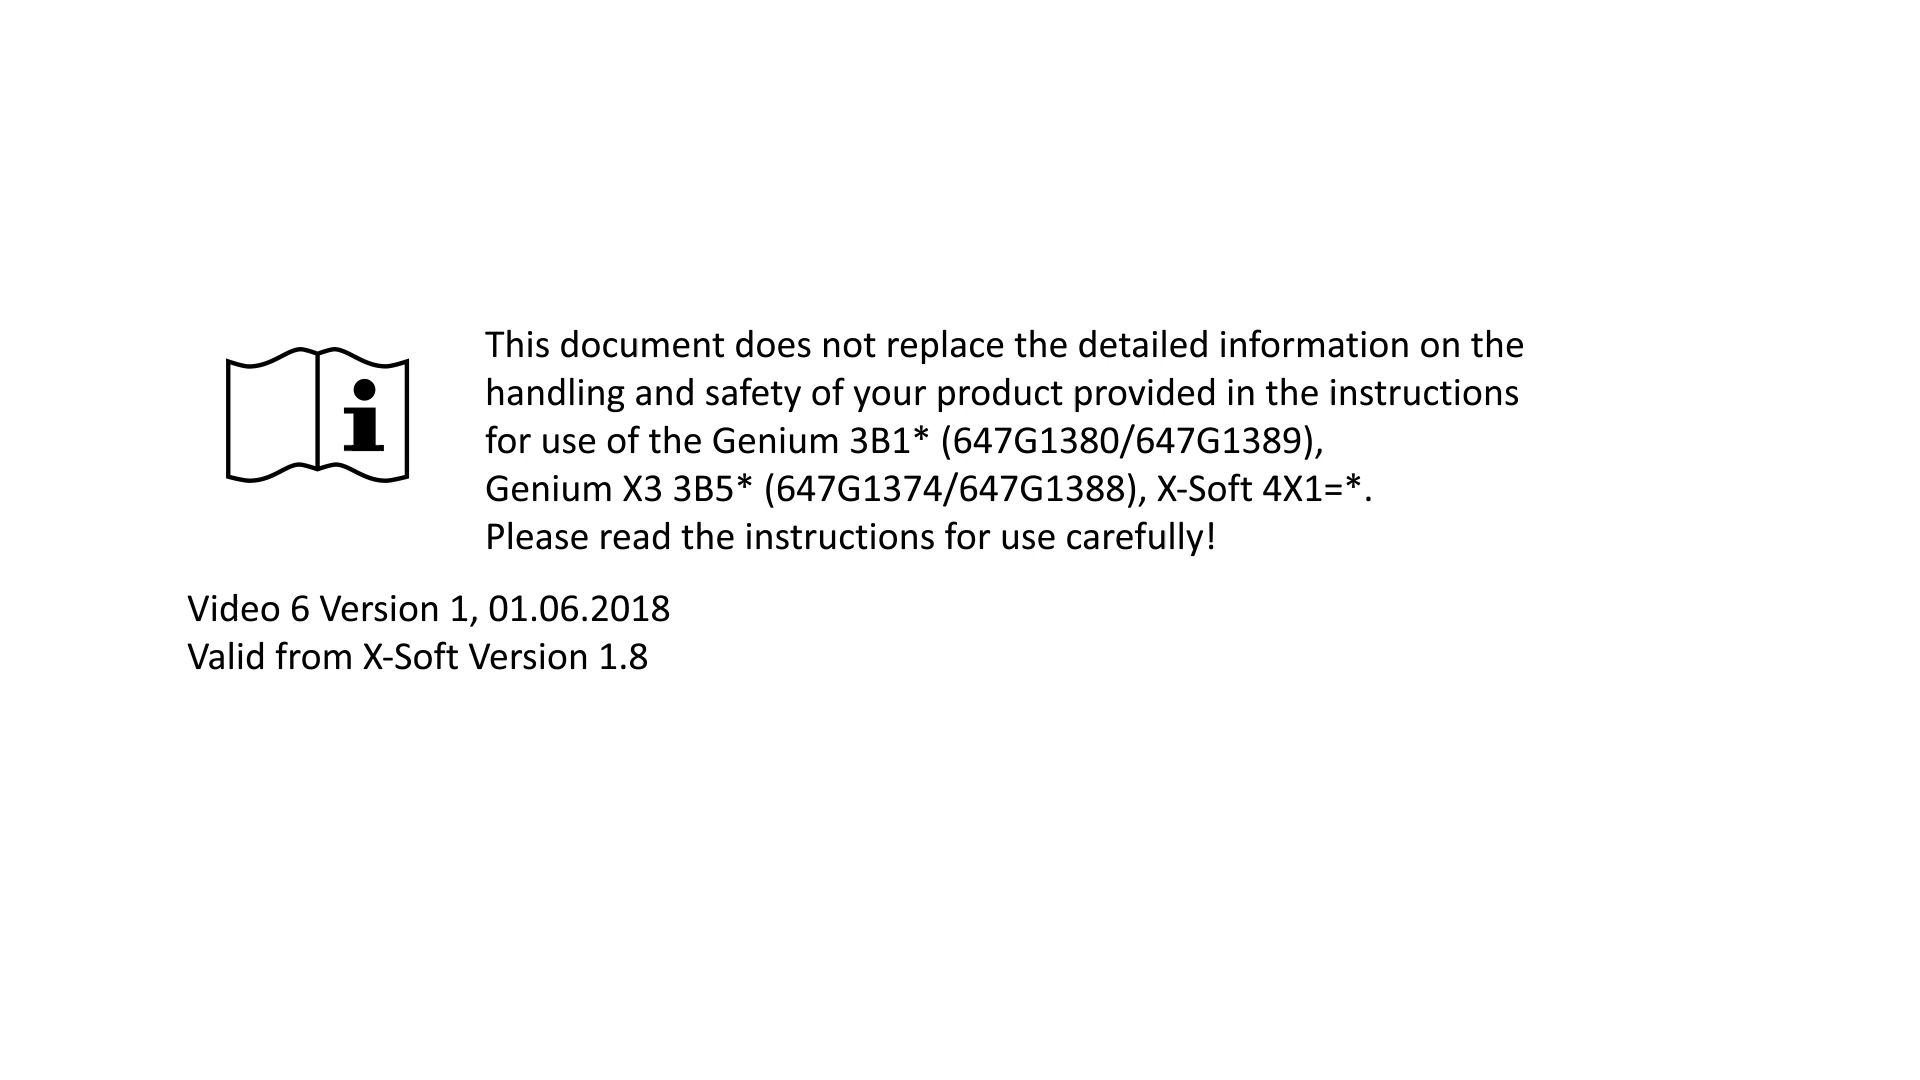 This document does not replace the detailed information on the
handling and safety of your product provided in the instructions
for use of the Genium 3B1* (647G1380/647G1389),
Genium X3 3B5* (647G1374/647G1388), X-Soft 4X1=*.
Please read the instructions for use carefully!
Video 6 Version 1, 01.06.2018
Valid from X-Soft Version 1.8